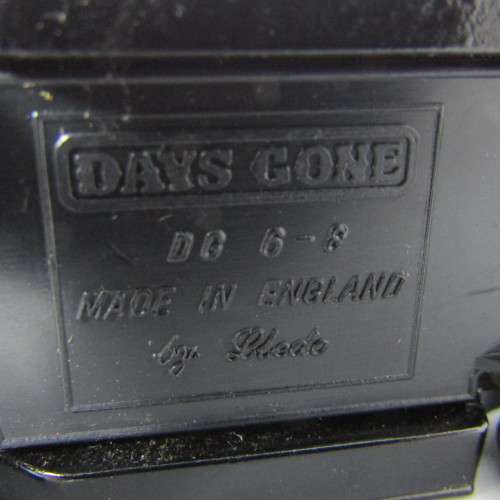 DAYS GONE
DG 6-8
MADE IN ENGLAND
by Lledo